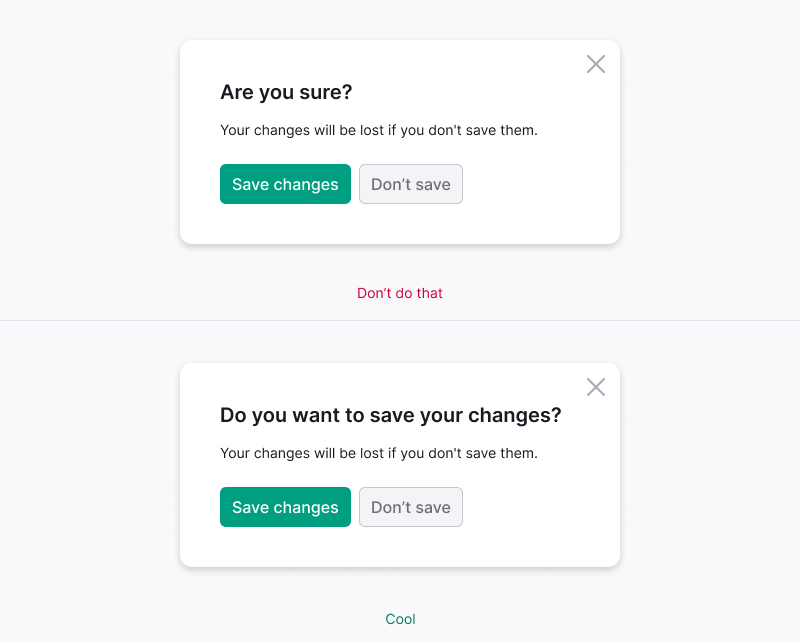 Are you sure?
Your changes will be lost if you don't save them.
Save changes Don’t save
Don’t do that
Do you want to save your changes?
Your changes will be lost if you don't save them.
Save changes Don’t save
Cool